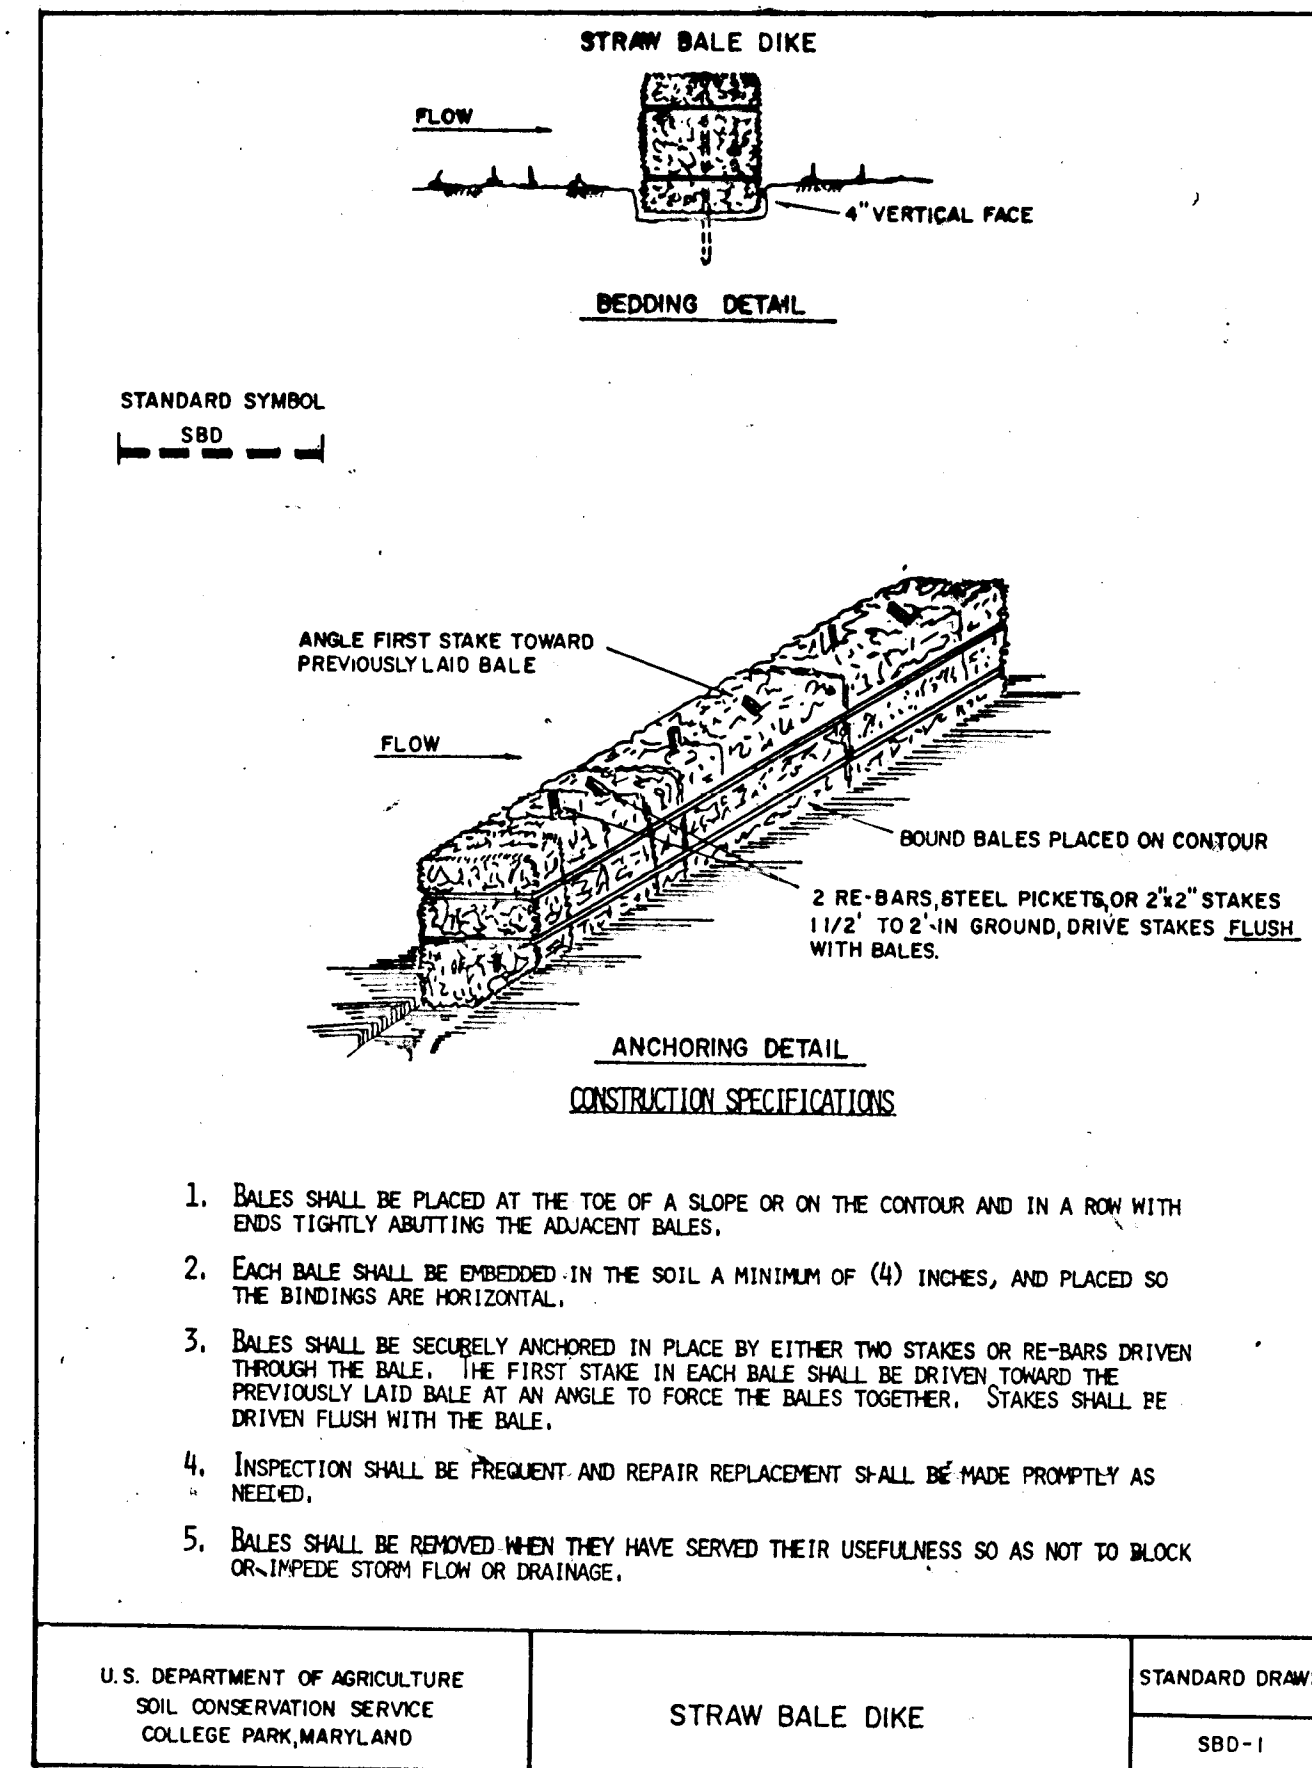 STRAW BALE DIKE
FLOW
4" VERTICAL FACE
BEDDING DETAIL
STANDARD SYMBOL
SBD
ANGLE FIRST STAKE TOWARD
PREVIOUSLY LAID BALE
FLOW
BOUND BALES PLACED ON CONTOUR
2 RE-BARS, STEEL PICKETS, OR 2"x2" STAKES
1 1/2' TO 2' IN GROUND, DRIVE STAKES FLUSH
WITH BALES.
ANCHORING DETAIL
CONSTRUCTION SPECIFICATIONS
1. BALES SHALL BE PLACED AT THE TOE OF A SLOPE OR ON THE CONTOUR AND IN A ROW WITH
ENDS TIGHTLY ABUTTING THE ADJACENT BALES.
2. EACH BALE SHALL BE EMBEDDED IN THE SOIL A MINIMUM OF (4) INCHES, AND PLACED SO
THE BINDINGS ARE HORIZONTAL.
3. BALES SHALL BE SECURELY ANCHORED IN PLACE BY EITHER TWO STAKES OR RE-BARS DRIVEN
THROUGH THE BALE. THE FIRST STAKE IN EACH BALE SHALL BE DRIVEN TOWARD THE
PREVIOUSLY LAID BALE AT AN ANGLE TO FORCE THE BALES TOGETHER. STAKES SHALL BE
DRIVEN FLUSH WITH THE BALE.
4. INSPECTION SHALL BE FREQUENT AND REPAIR REPLACEMENT SHALL BE MADE PROMPTLY AS
NEEDED.
5. BALES SHALL BE REMOVED WHEN THEY HAVE SERVED THEIR USEFULNESS SO AS NOT TO BLOCK
OR IMPEDE STORM FLOW OR DRAINAGE.
U.S. DEPARTMENT OF AGRICULTURE
SOIL CONSERVATION SERVICE
COLLEGE PARK, MARYLAND
STRAW BALE DIKE
STANDARD
SBD-1